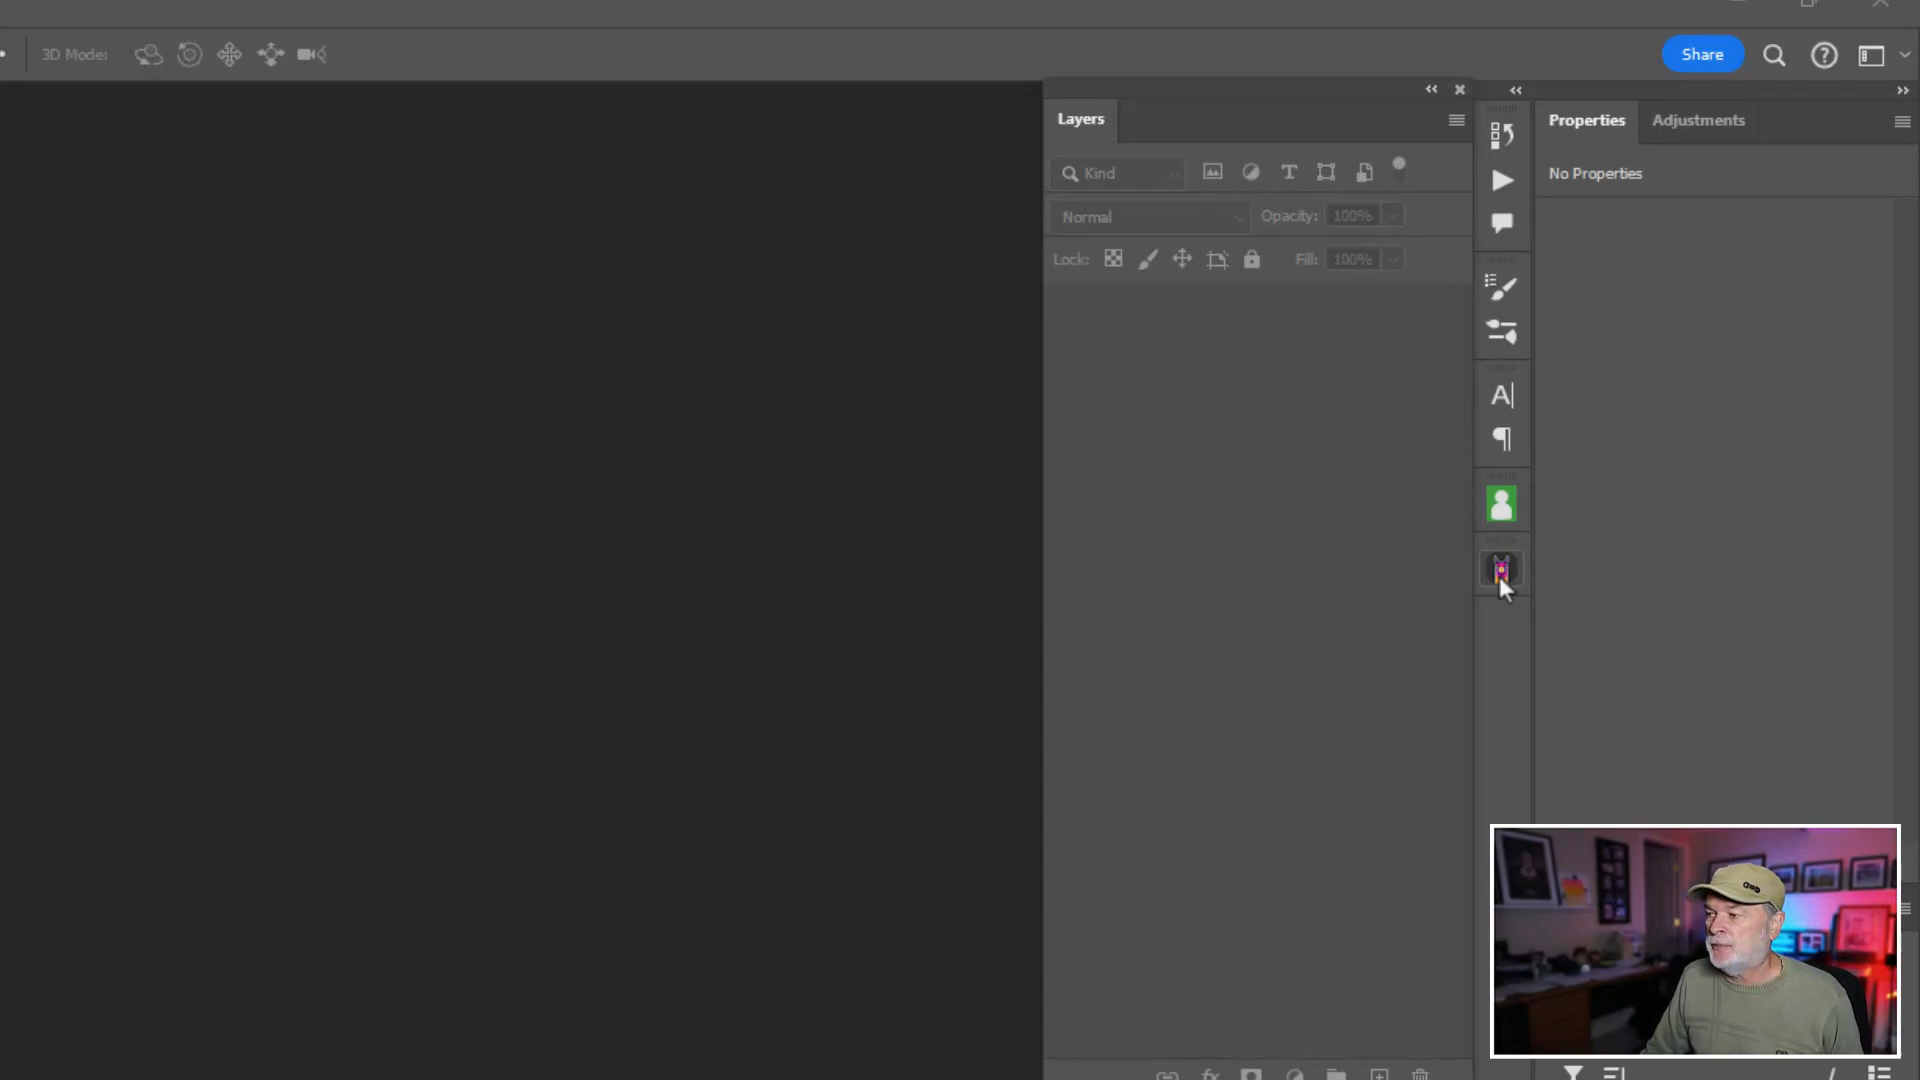 3D Mode:
Share
Layers
Properties
Adjustments
Kind
No Properties
Normal
Opacity:
100%
Lock:
Fill:
100%